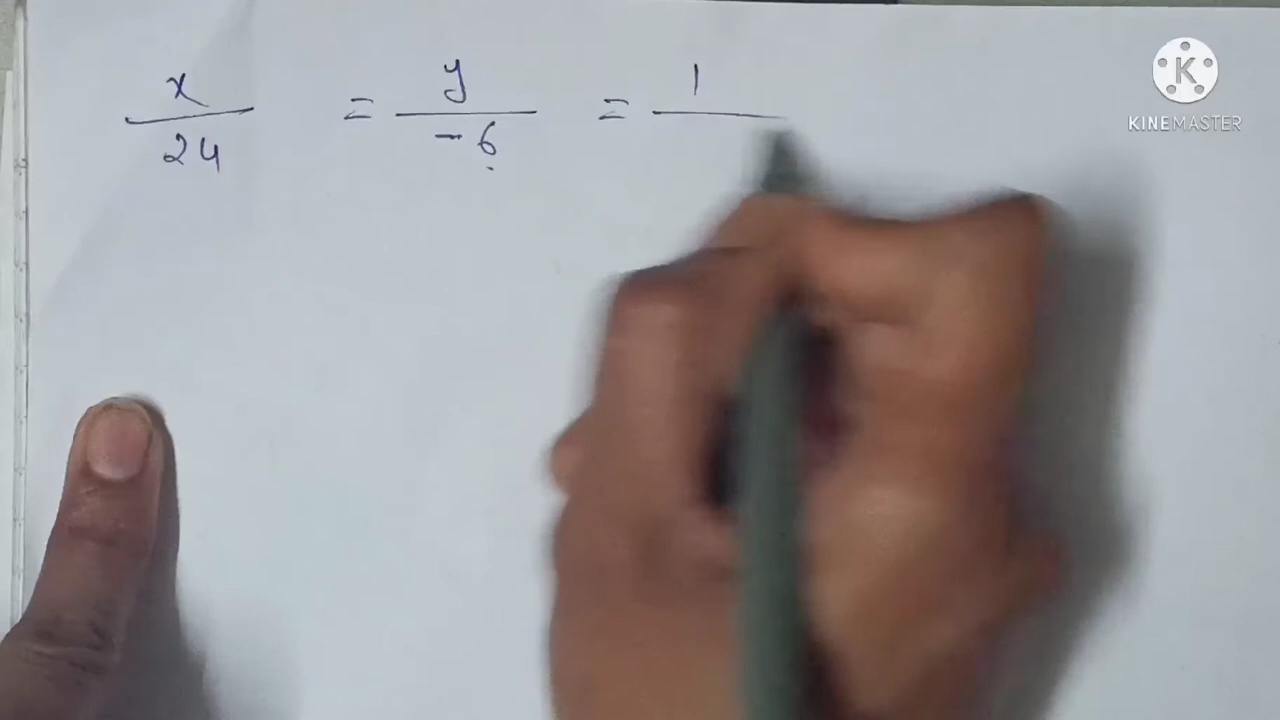 x/24 = y/-6 = 1/
K
KINEMASTER